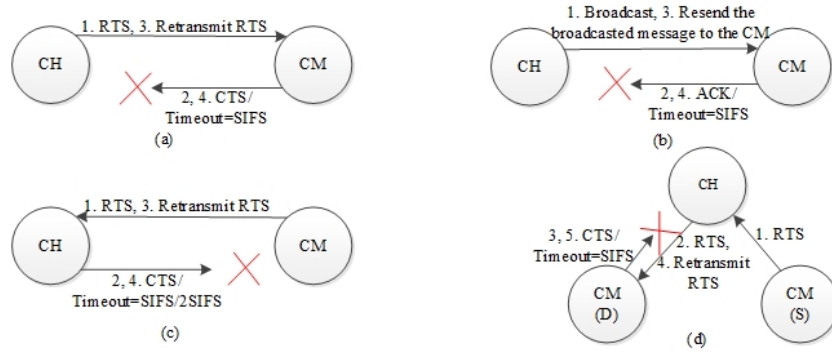 1. RTS, 3. Retransmit RTS
CH
CM
2, 4. CTS/
Timeout=SIFS
(a)
1. Broadcast, 3. Resend the
broadcasted message to the CM
CH
CM
2, 4. ACK/
Timeout=SIFS
(b)
1. RTS, 3. Retransmit RTS
CH
CM
2, 4. CTS/
Timeout=SIFS/2SIFS
(c)
CH
3, 5. CTS/
Timeout=SIFS
2. RTS,
4. Retransmit
RTS
1. RTS
CM
(D)
CM
(S)
(d)